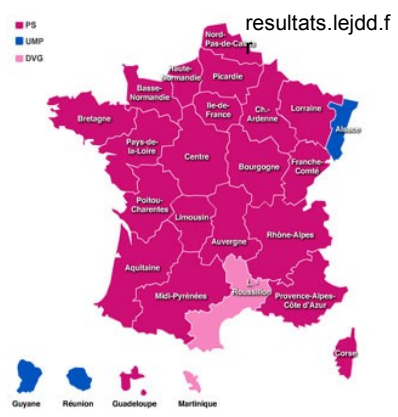 resultats.lejdd.f
r
PS
UMP
DVG
Nord-
Pas-de-Calais
Haute-
Normandie
Picardie
Basse-
Normandie
Ile-de-
France
Ch.-
Ardenne
Lorraine
Alsace
Bretagne
Pays-de-
la-Loire
Centre
Bourgogne
Franche-
Comté
Poitou-
Charentes
Limousin
Auvergne
Rhône-Alpes
Aquitaine
Midi-Pyrénées
L.-
Roussillon
Provence-Alpes-
Côte d'Azur
Corse
Guyane
Réunion
Guadeloupe
Martinique